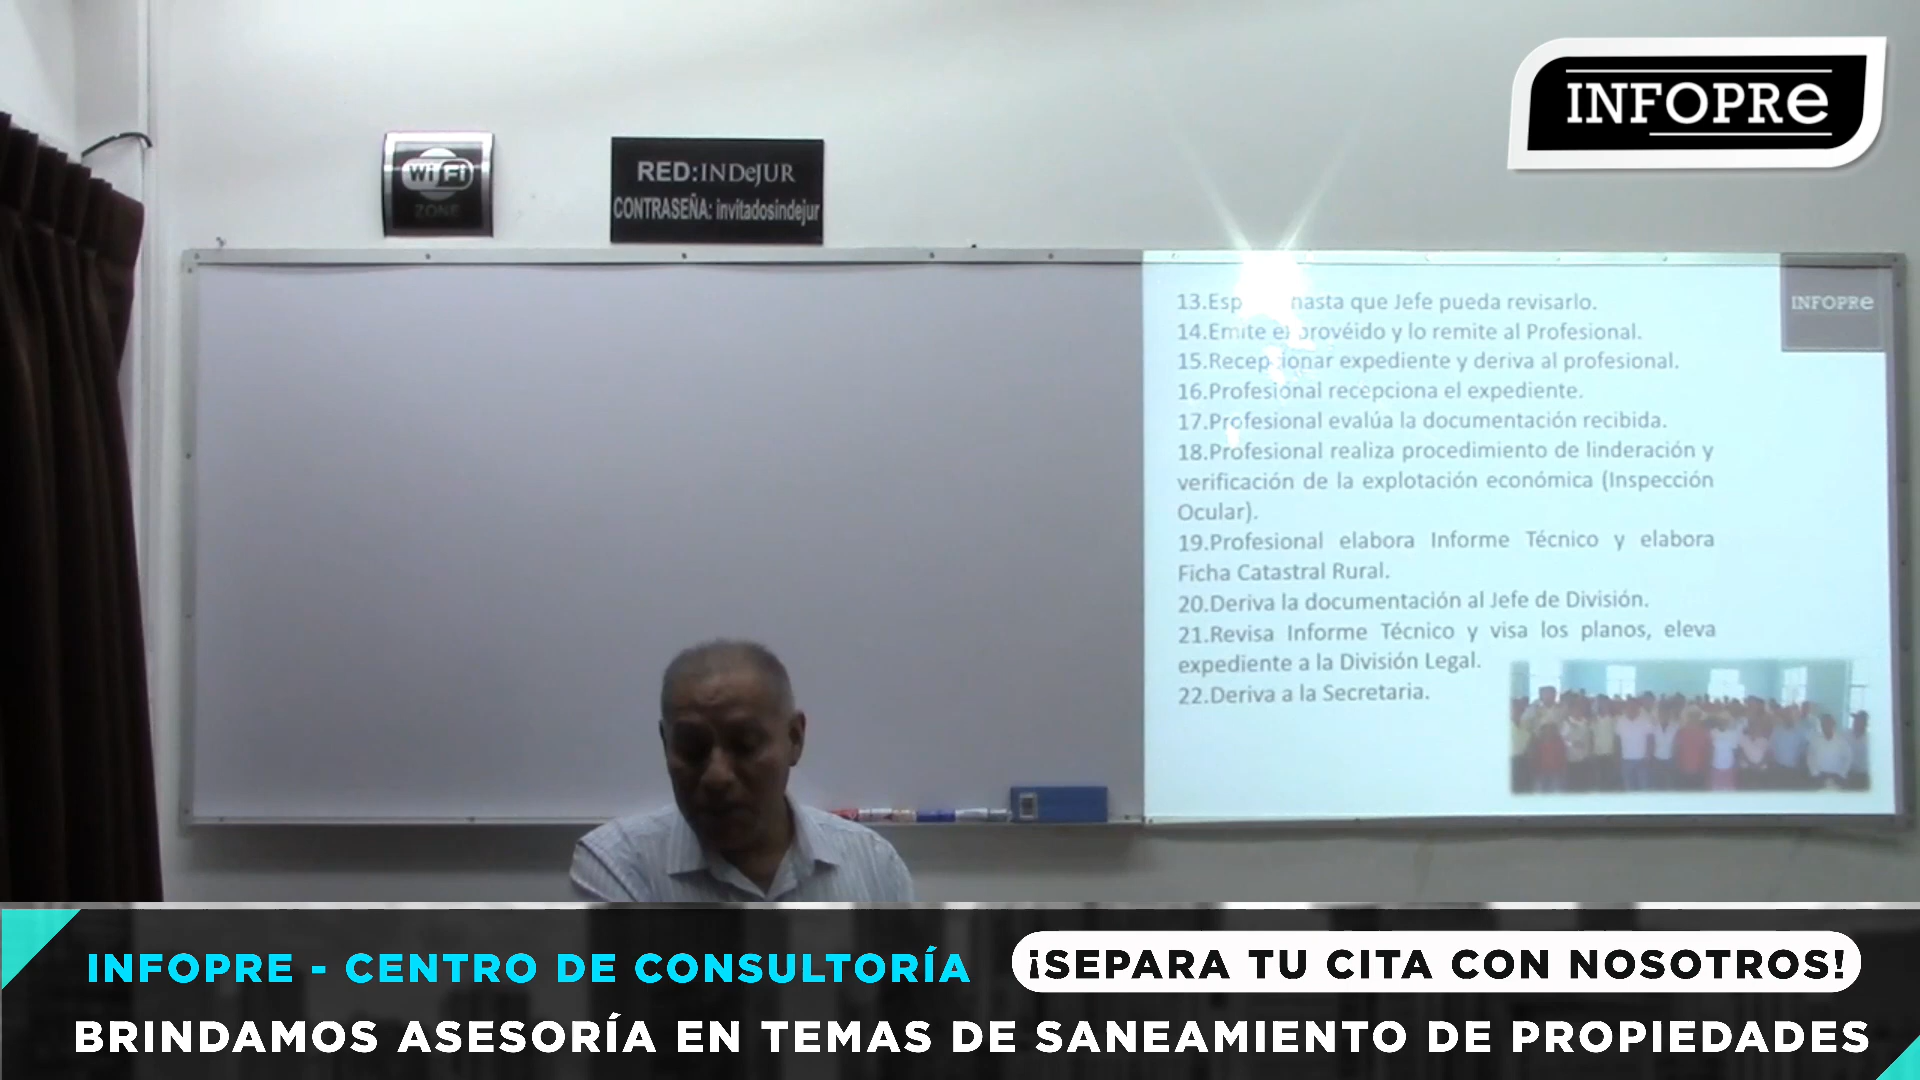 INFOPRe
WiFi
ZONE
RED:INDeJUR
CONTRASEÑA: invitadosindejur
INFOPRe
13. hasta que Jefe pueda revisarlo.
14.Emite el provéido y lo remite al Profesional.
15.Recepcionar expediente y deriva al profesional.
16.Profesional recepciona el expediente.
17.Profesional evalúa la documentación recibida.
18.Profesional realiza procedimiento de linderación y
verificación de la explotación económica (Inspección
Ocular).
19.Profesional elabora Informe Técnico y elabora
Ficha Catastral Rural.
20.Deriva la documentación al Jefe de División.
21.Revisa Informe Técnico y visa los planos, eleva
expediente a la División Legal.
22.Deriva a la Secretaria.
INFOPRE - CENTRO DE CONSULTORÍA
¡SEPARA TU CITA CON NOSOTROS!
BRINDAMOS ASESORÍA EN TEMAS DE SANEAMIENTO DE PROPIEDADES